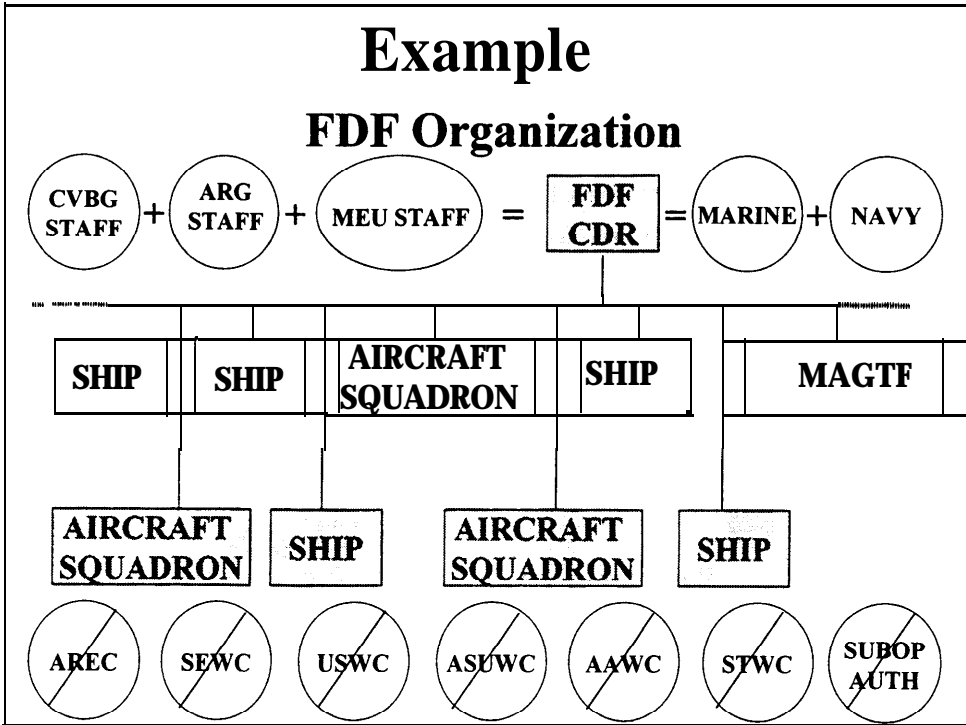 Example
FDF Organization
CVBG STAFF + ARG STAFF + MEU STAFF = FDF CDR = MARINE + NAVY
SHIP SHIP AIRCRAFT SQUADRON SHIP MAGTF
AIRCRAFT SQUADRON SHIP AIRCRAFT SQUADRON SHIP
AREC SEWC USWC ASUWC AAWC STWC SUBOP AUTH